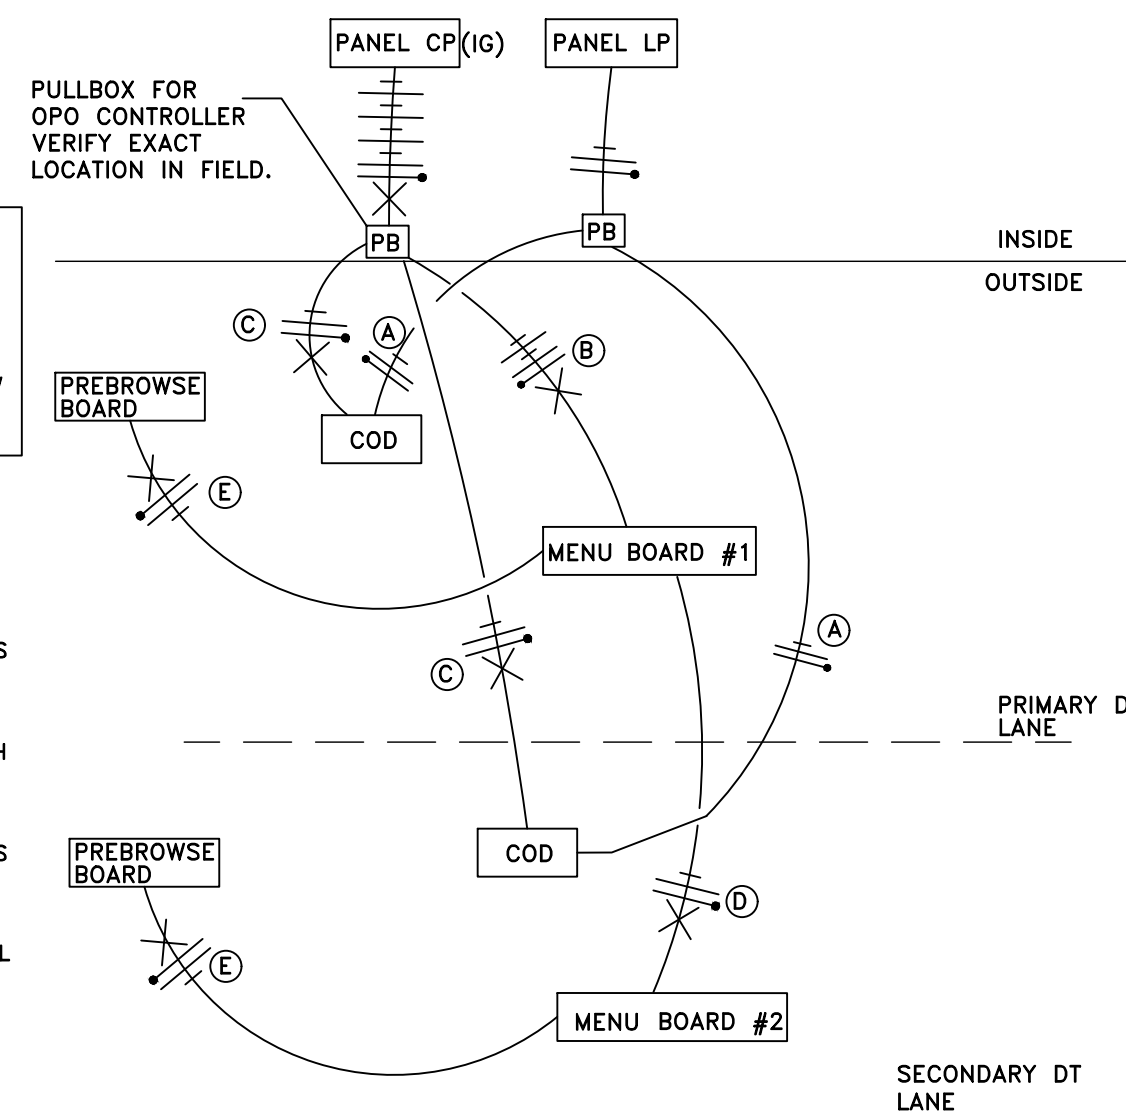 PANEL CP(IG)
PANEL LP
PULLBOX FOR
OPO CONTROLLER
VERIFY EXACT
LOCATION IN FIELD.
PB
PB
INSIDE
OUTSIDE
C
A
B
PREBROWSE
BOARD
COD
E
MENU BOARD #1
A
C
PRIMARY D
LANE
COD
PREBROWSE
BOARD
D
E
MENU BOARD #2
SECONDARY DT
LANE
S
H
S
L